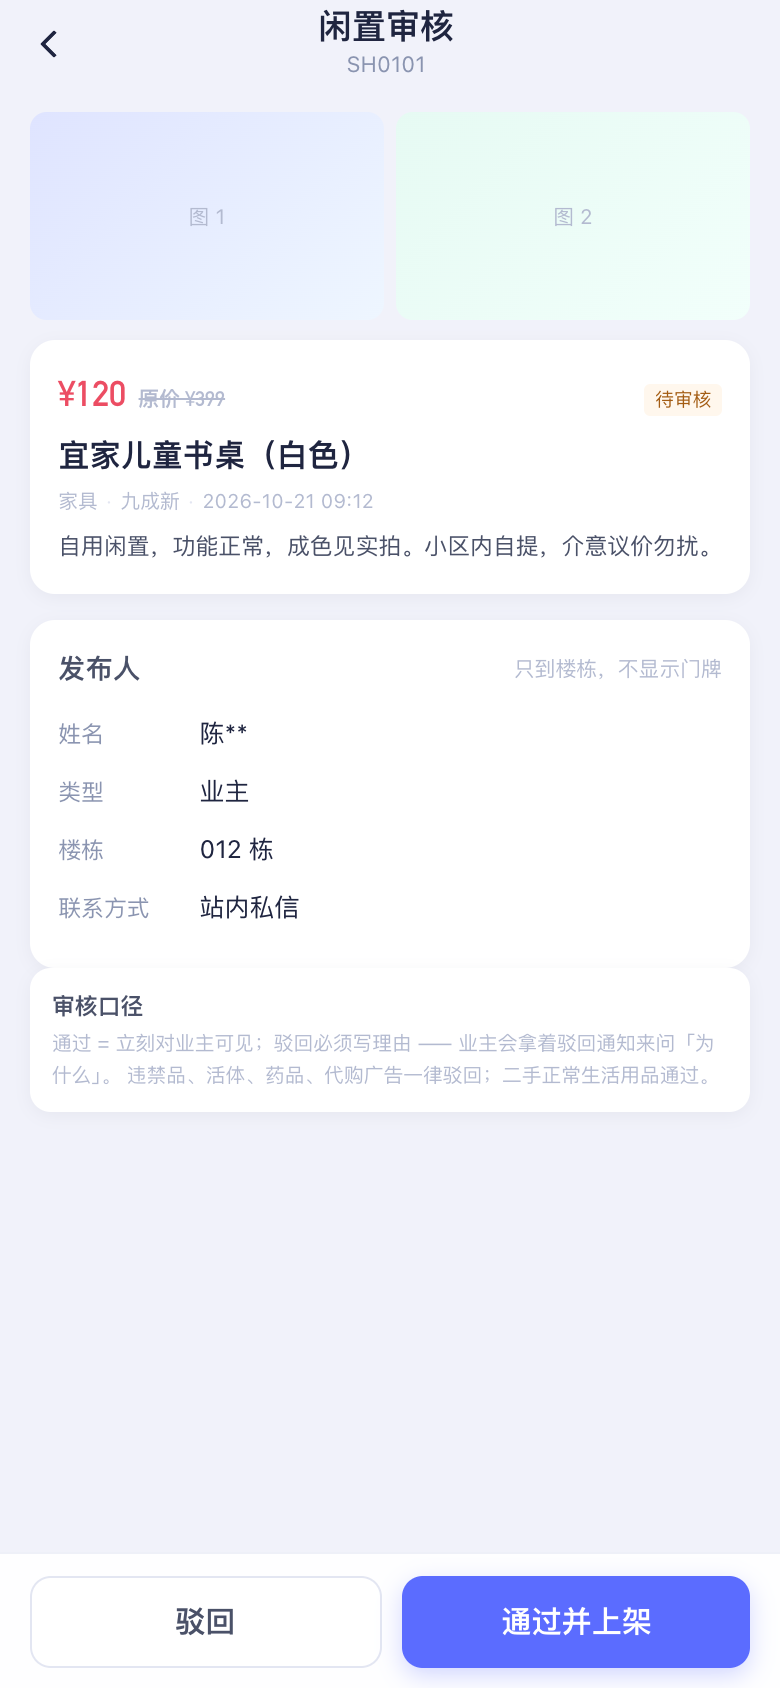 闲置审核
SH0101
图 1
图 2
¥120 原价 ¥399
待审核
宜家儿童书桌（白色）
家具 · 九成新 · 2026-10-21 09:12
自用闲置，功能正常，成色见实拍。小区内自提，介意议价勿扰。
发布人
只到楼栋，不显示门牌
姓名 陈**
类型 业主
楼栋 012 栋
联系方式 站内私信
审核口径
通过 = 立刻对业主可见；驳回必须写理由 —— 业主会拿着驳回通知来问「为
什么」。 违禁品、活体、药品、代购广告一律驳回；二手正常生活用品通过。
驳回
通过并上架